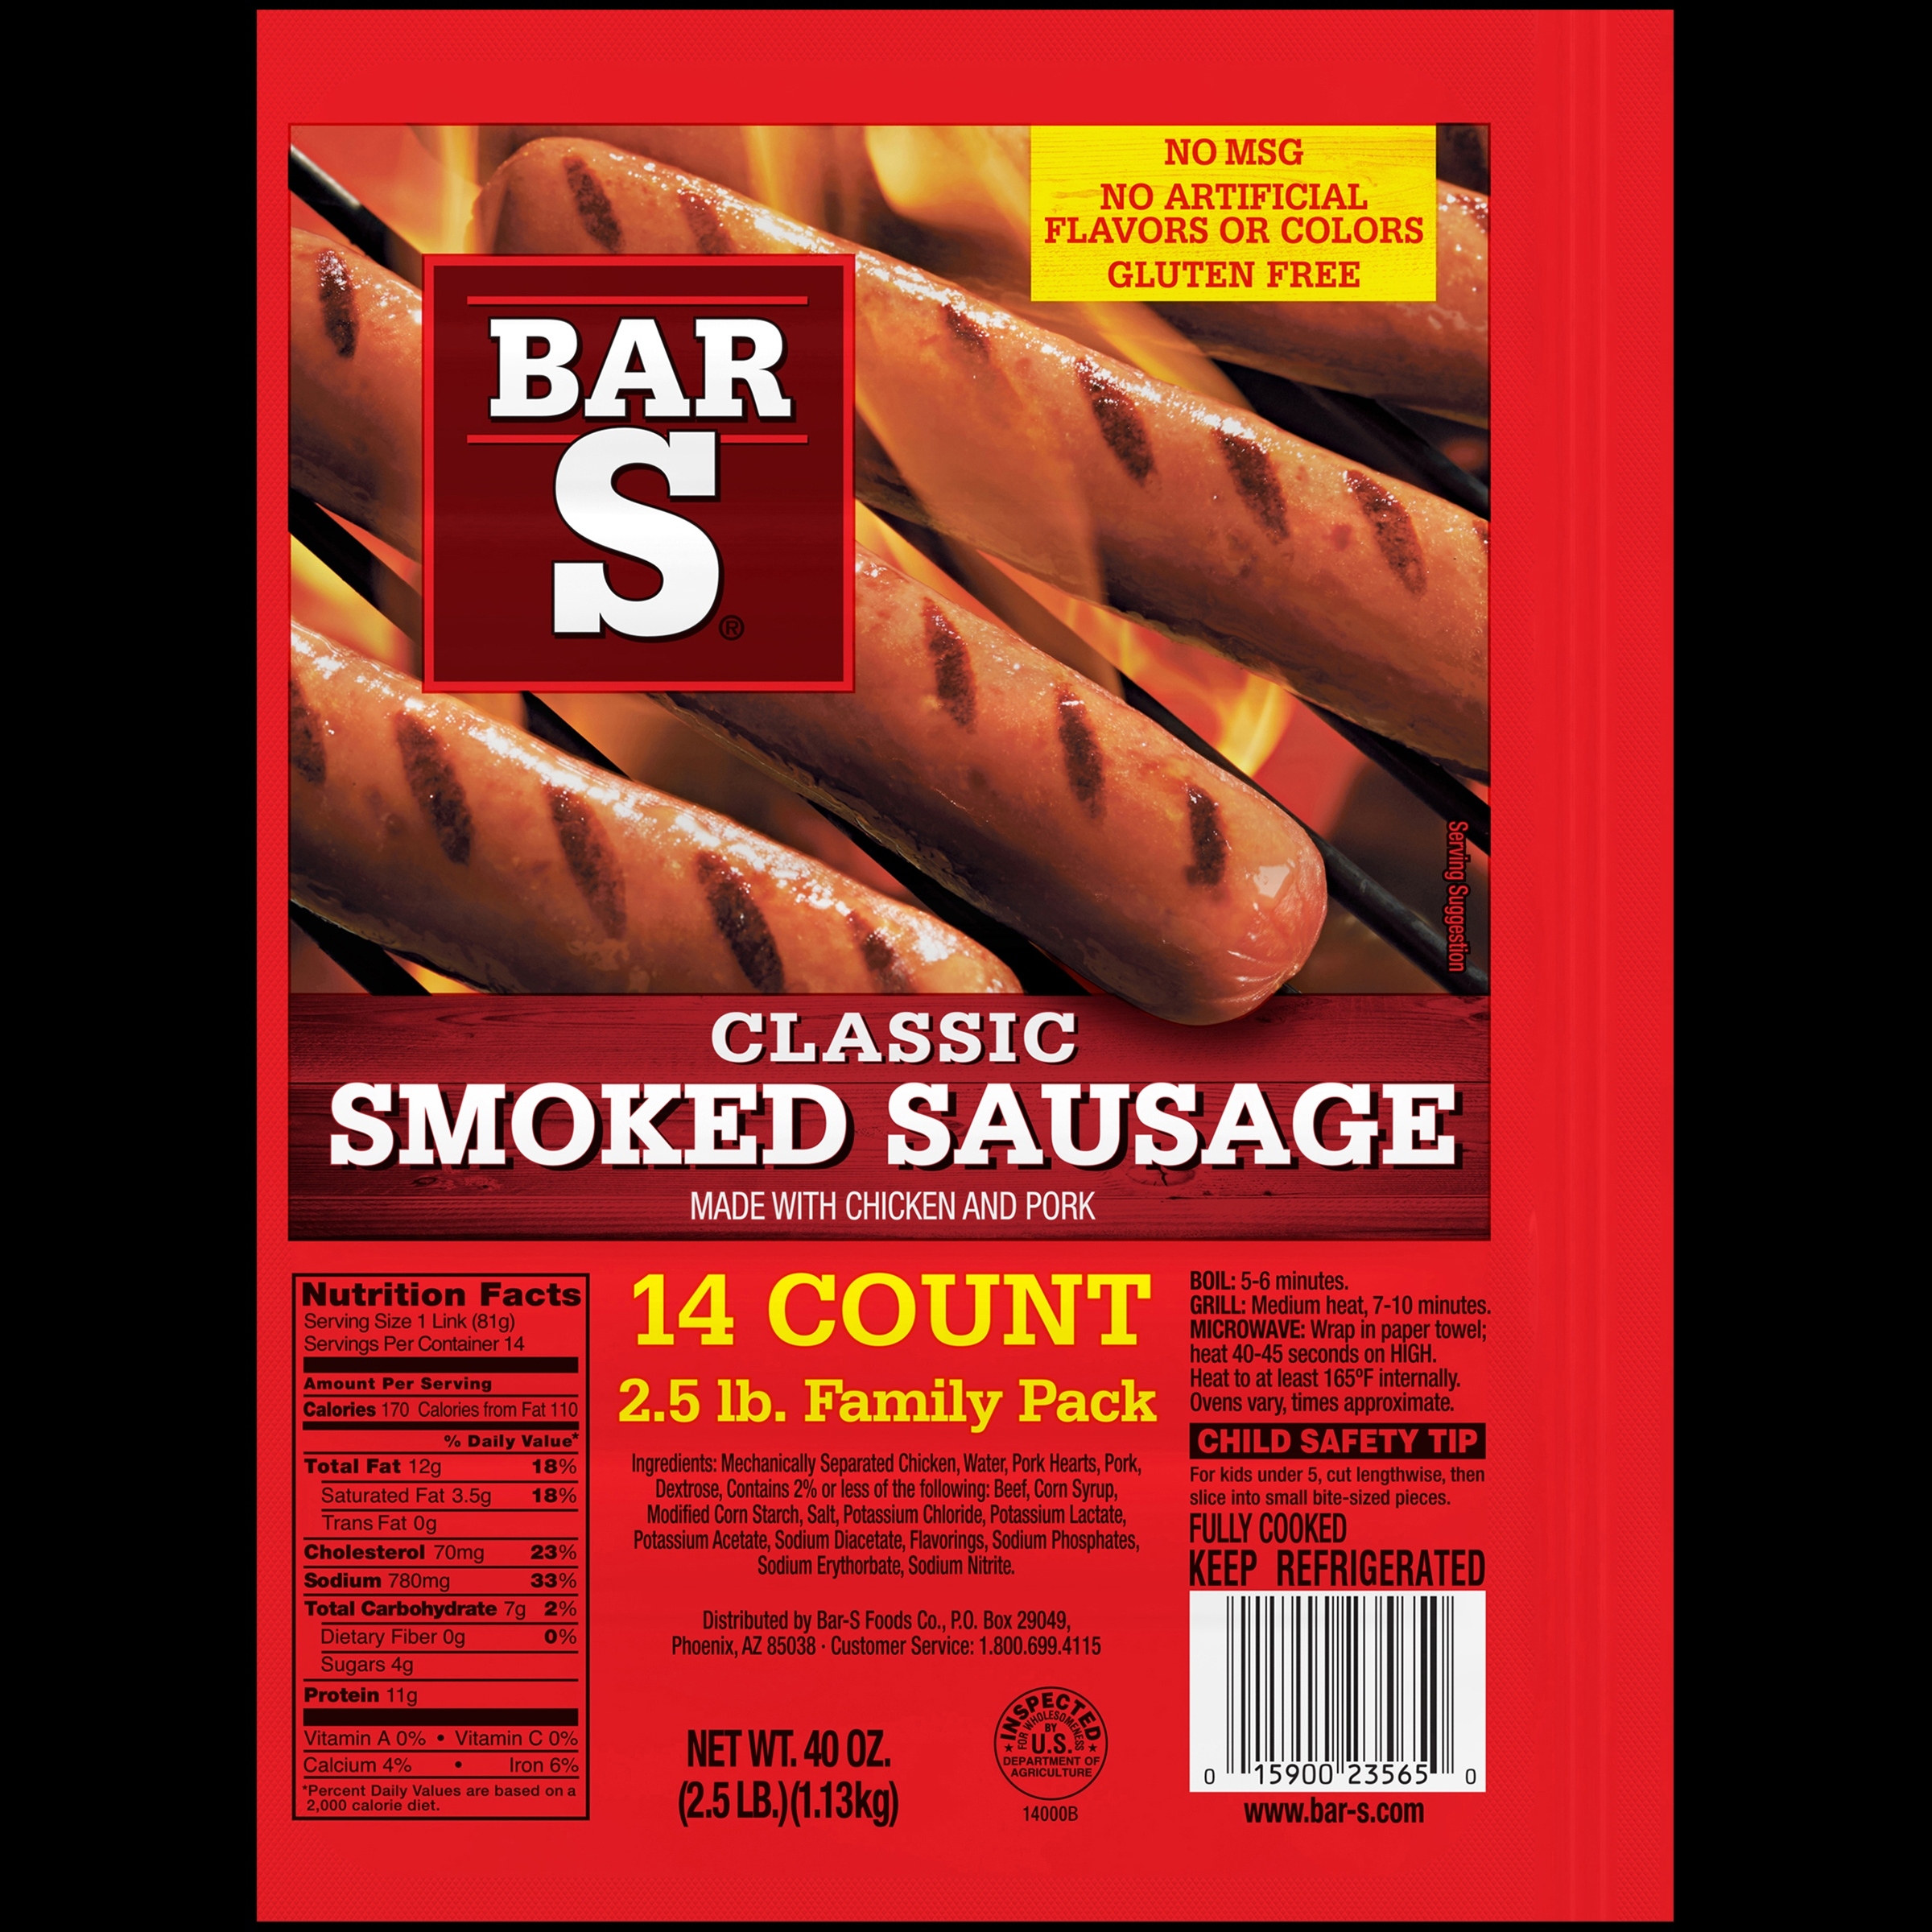 NO MSG
NO ARTIFICIAL
FLAVORS OR COLORS
GLUTEN FREE
BAR
S®
Serving Suggestion
CLASSIC
SMOKED SAUSAGE
MADE WITH CHICKEN AND PORK
Nutrition Facts
Serving Size 1 Link (81g)
Servings Per Container 14
Amount Per Serving
Calories 170 Calories from Fat 110
% Daily Value*
Total Fat 12g 18%
Saturated Fat 3.5g 18%
Trans Fat 0g
Cholesterol 70mg 23%
Sodium 780mg 33%
Total Carbohydrate 7g 2%
Dietary Fiber 0g 0%
Sugars 4g
Protein 11g
Vitamin A 0% • Vitamin C 0%
Calcium 4% • Iron 6%
*Percent Daily Values are based on a
2,000 calorie diet.
14 COUNT
2.5 lb. Family Pack
Ingredients: Mechanically Separated Chicken, Water, Pork Hearts, Pork,
Dextrose, Contains 2% or less of the following: Beef, Corn Syrup,
Modified Corn Starch, Salt, Potassium Chloride, Potassium Lactate,
Potassium Acetate, Sodium Diacetate, Flavorings, Sodium Phosphates,
Sodium Erythorbate, Sodium Nitrite.
Distributed by Bar-S Foods Co., P.O. Box 29049,
Phoenix, AZ 85038 · Customer Service: 1.800.699.4115
NET WT. 40 OZ.
(2.5 LB.)(1.13kg)
INSPECTED
FOR WHOLESOMENESS
BY
U.S.
DEPARTMENT OF
AGRICULTURE
14000B
BOIL: 5-6 minutes.
GRILL: Medium heat, 7-10 minutes.
MICROWAVE: Wrap in paper towel;
heat 40-45 seconds on HIGH.
Heat to at least 165ºF internally.
Ovens vary, times approximate.
CHILD SAFETY TIP
For kids under 5, cut lengthwise, then
slice into small bite-sized pieces.
FULLY COOKED
KEEP REFRIGERATED
0 15900 23565 0
www.bar-s.com